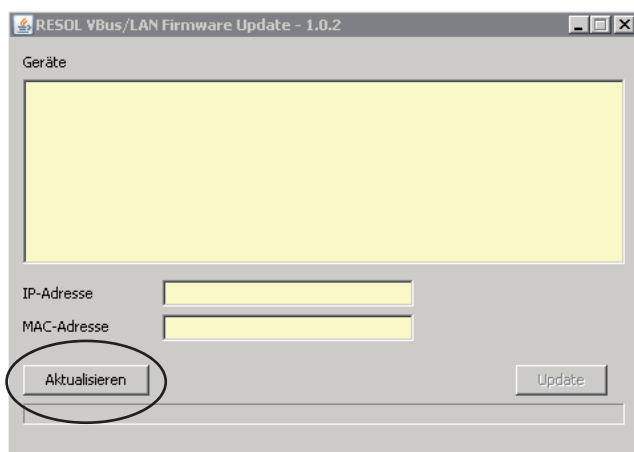 RESOL VBus/LAN Firmware Update - 1.0.2
Geräte
IP-Adresse
MAC-Adresse
Aktualisieren
Update